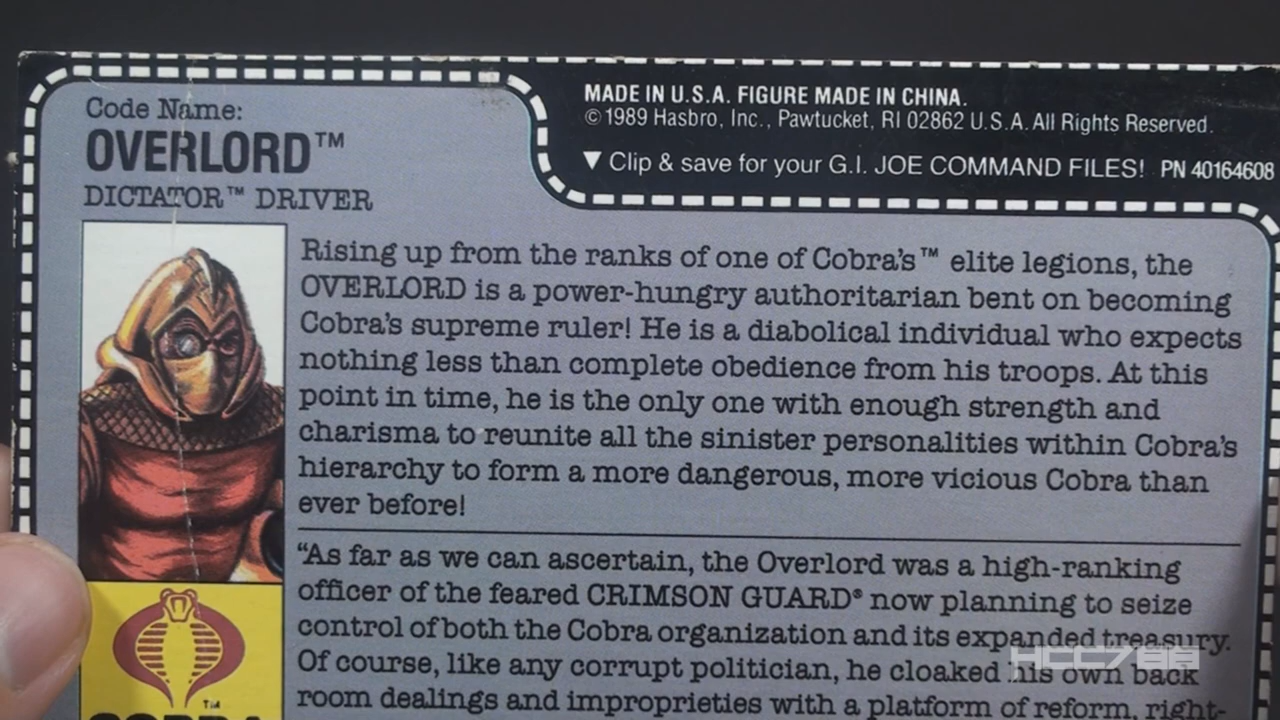 Code Name:
OVERLORD™
DICTATOR™ DRIVER
MADE IN U.S.A. FIGURE MADE IN CHINA.
©1989 Hasbro, Inc., Pawtucket, RI 02862 U.S.A. All Rights Reserved.
▼ Clip & save for your G.I. JOE COMMAND FILES! PN 40164608
Rising up from the ranks of one of Cobra's™ elite legions, the
OVERLORD is a power-hungry authoritarian bent on becoming
Cobra's supreme ruler! He is a diabolical individual who expects
nothing less than complete obedience from his troops. At this
point in time, he is the only one with enough strength and
charisma to reunite all the sinister personalities within Cobra's
hierarchy to form a more dangerous, more vicious Cobra than
ever before!
“As far as we can ascertain, the Overlord was a high-ranking
officer of the feared CRIMSON GUARD® now planning to seize
control of both the Cobra organization and its expanded treasury.
Of course, like any corrupt politician, he cloaked his own back
room dealings and improprieties with a platform of reform, right-
TM
COBRA
HCC788